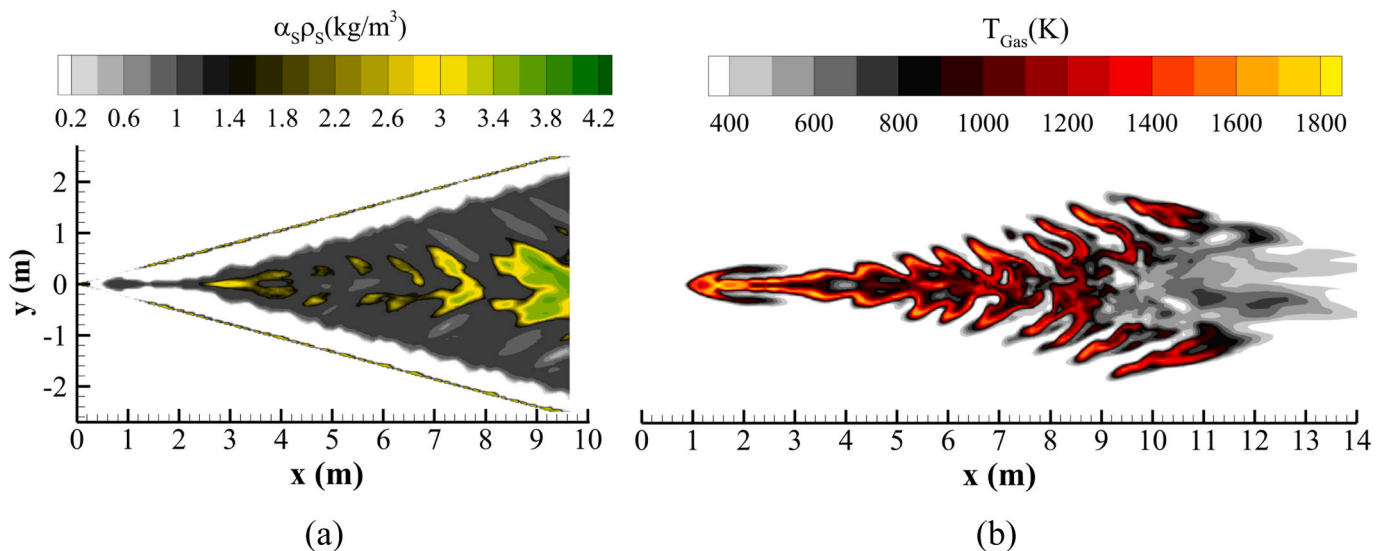 α_Sρ_S(kg/m³)
0.2 0.6 1 1.4 1.8 2.2 2.6 3 3.4 3.8 4.2
y (m)
2
1
0
-1
-2
0 1 2 3 4 5 6 7 8 9 10
x (m)
(a)
T_Gas(K)
400 600 800 1000 1200 1400 1600 1800
0 1 2 3 4 5 6 7 8 9 10 11 12 13 14
x (m)
(b)